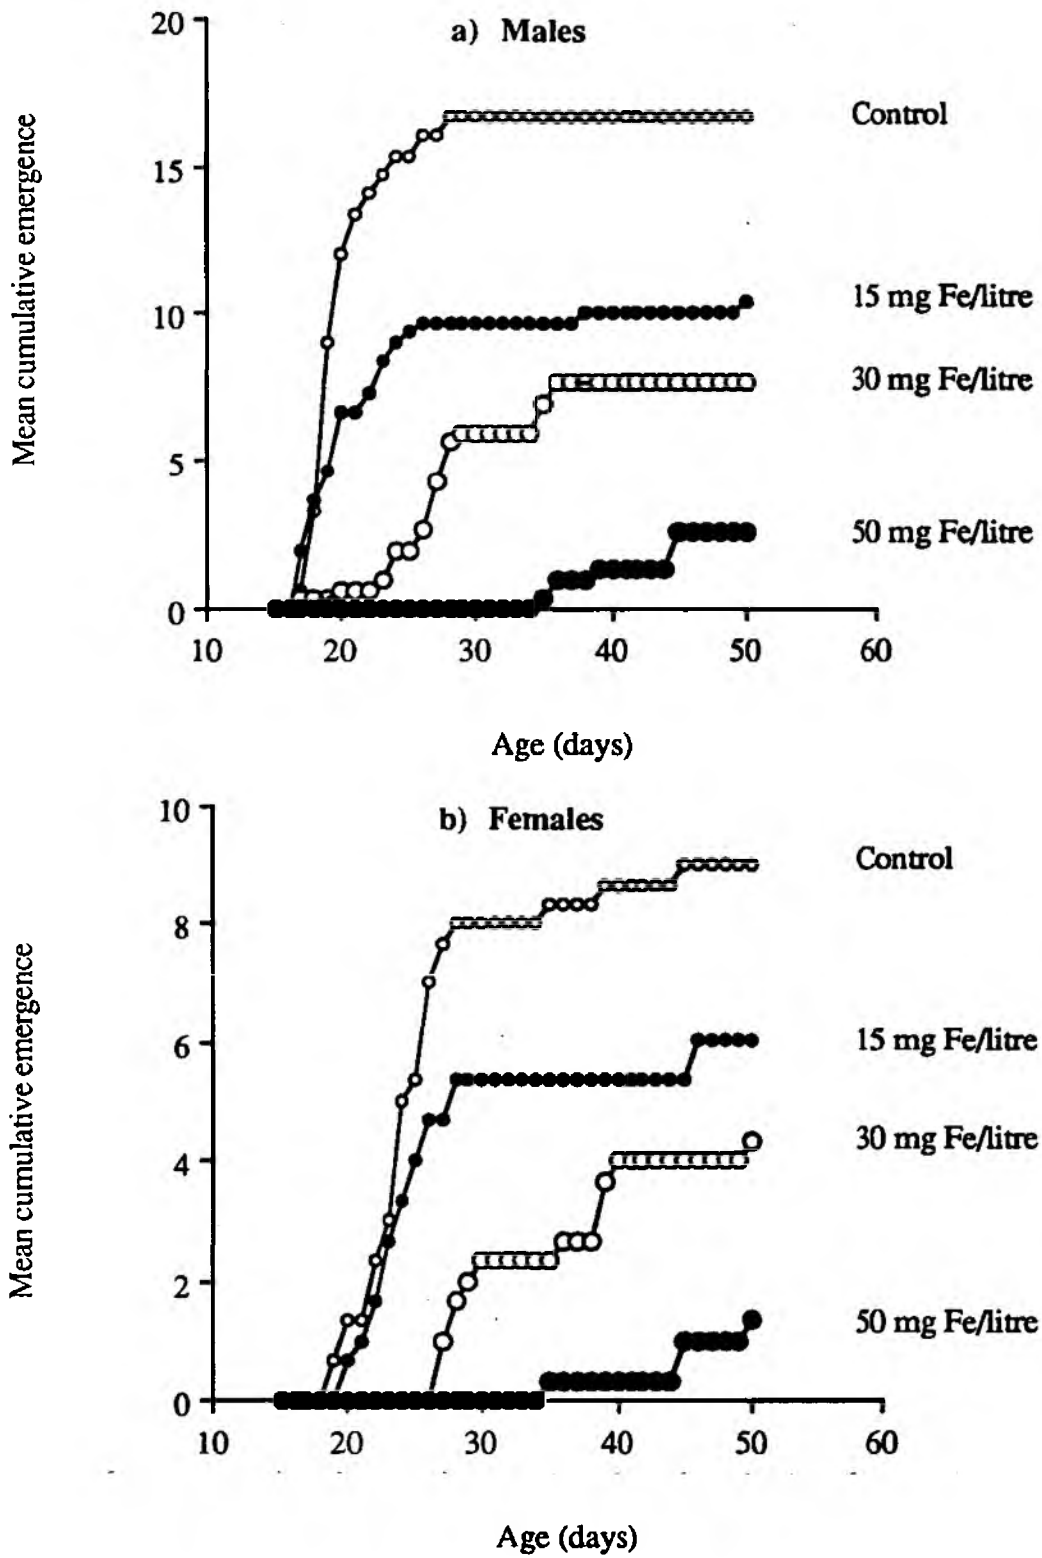 a) Males
Mean cumulative emergence
20
15
10
5
0
10 20 30 40 50 60
Age (days)
Control
15 mg Fe/litre
30 mg Fe/litre
50 mg Fe/litre
b) Females
Mean cumulative emergence
10
8
6
4
2
0
10 20 30 40 50 60
Age (days)
Control
15 mg Fe/litre
30 mg Fe/litre
50 mg Fe/litre